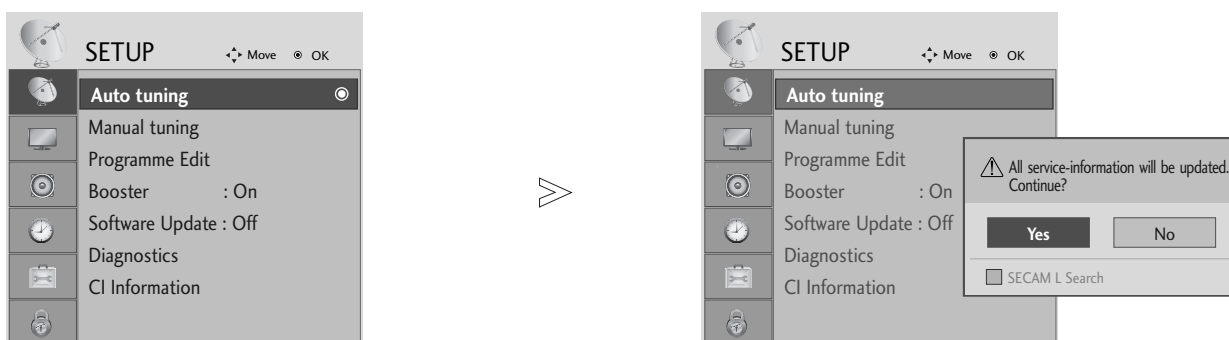 SETUP Move OK
Auto tuning
Manual tuning
Programme Edit
Booster : On
Software Update : Off
Diagnostics
CI Information
>
SETUP Move OK
Auto tuning
Manual tuning
Programme Edit
Booster : On
Software Update : Off
Diagnostics
CI Information
All service-information will be updated.
Continue?
Yes No
SECAM L Search